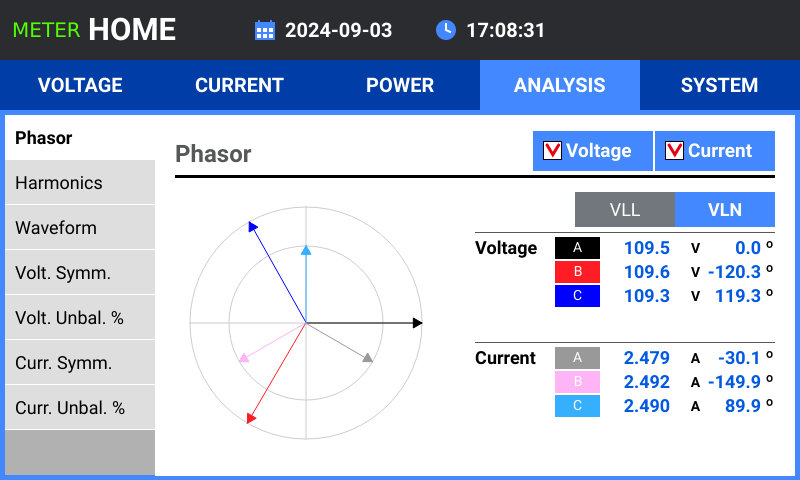 METER HOME 2024-09-03 17:08:31
VOLTAGE CURRENT POWER ANALYSIS SYSTEM
Phasor
Harmonics
Waveform
Volt. Symm.
Volt. Unbal. %
Curr. Symm.
Curr. Unbal. %
Phasor
Voltage Current
VLL VLN
Voltage A 109.5 V 0.0 °
B 109.6 V -120.3 °
C 109.3 V 119.3 °
Current A 2.479 A -30.1 °
B 2.492 A -149.9 °
C 2.490 A 89.9 °